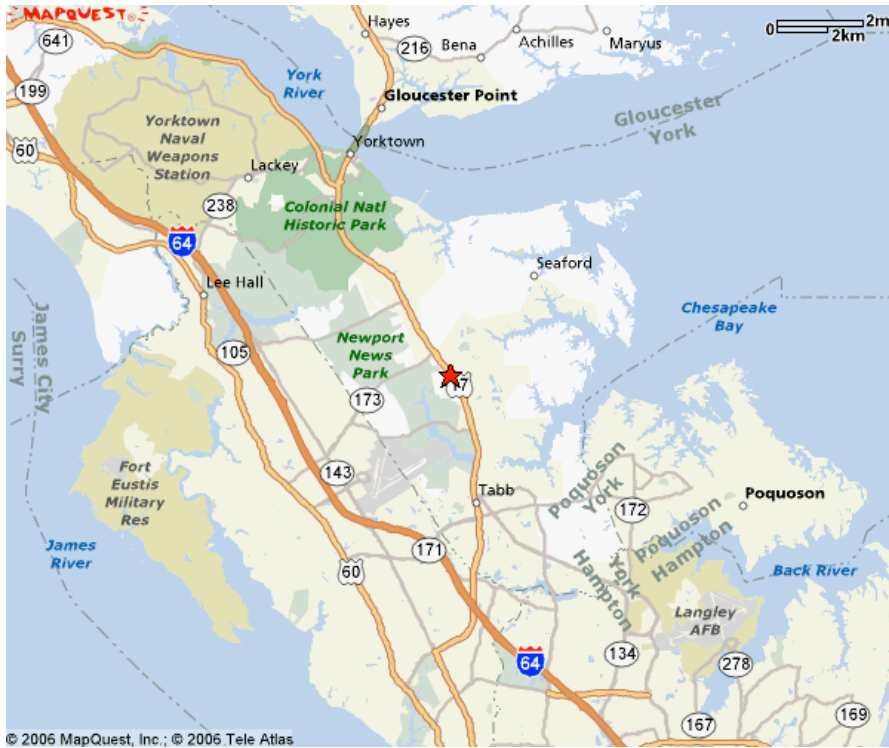 MAPQUEST
Hayes
2m
2km
641
216
Bena
Achilles
Maryus
York
River
199
Gloucester Point
Gloucester
York
Yorktown
Naval
Weapons
Station
Yorktown
60
Lackey
238
Colonial Natl
Historic Park
64
Seaford
Lee Hall
James City
Surry
Chesapeake
Bay
105
Newport
News
Park
173
17
Fort
Eustis
Military
Res
143
Tabb
Poquoson
York
Poquoson
172
Poquoson
Hampton
James
River
171
60
York
Hampton
Back River
Langley
AFB
64
134
278
167
169
© 2006 MapQuest, Inc.; © 2006 Tele Atlas